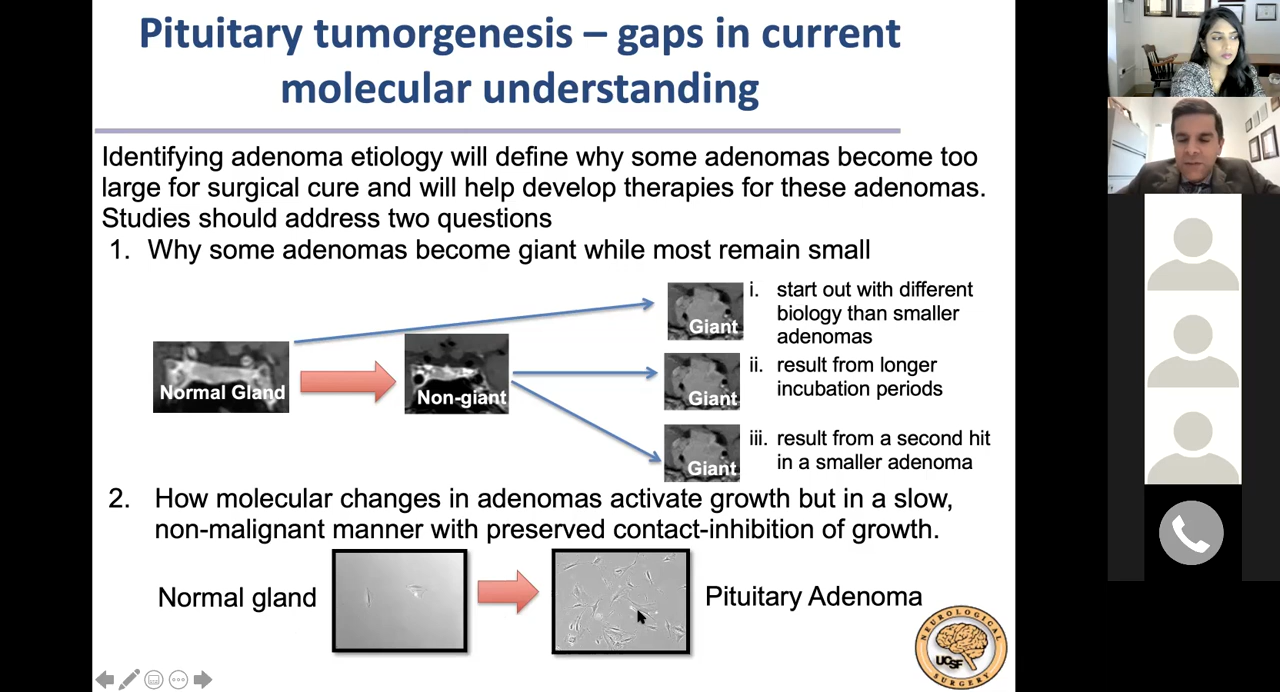 Pituitary tumorgenesis – gaps in current
molecular understanding
Identifying adenoma etiology will define why some adenomas become too
large for surgical cure and will help develop therapies for these adenomas.
Studies should address two questions
1. Why some adenomas become giant while most remain small
Normal Gland
Non-giant
Giant
i. start out with different
biology than smaller
adenomas
Giant
ii. result from longer
incubation periods
Giant
iii. result from a second hit
in a smaller adenoma
2. How molecular changes in adenomas activate growth but in a slow,
non-malignant manner with preserved contact-inhibition of growth.
Normal gland
Pituitary Adenoma
NEUROLOGICAL
UCSF
SURGERY